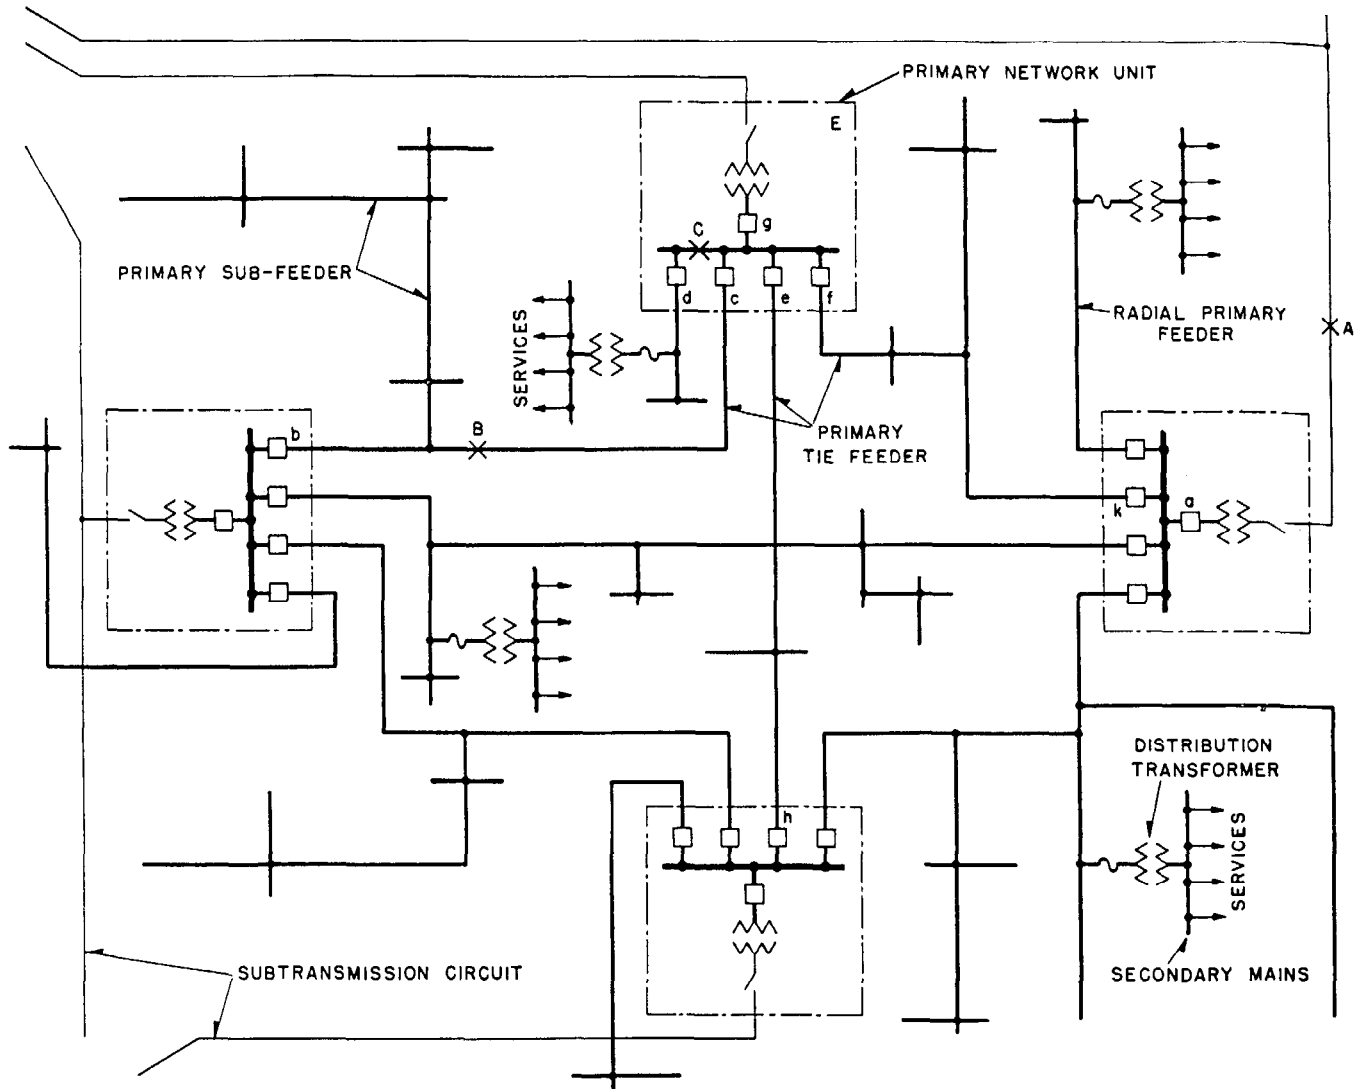 PRIMARY NETWORK UNIT
E
g
C
d
c
e
f
PRIMARY SUB-FEEDER
SERVICES
RADIAL PRIMARY
FEEDER
A
b
B
PRIMARY
TIE FEEDER
k
a
h
DISTRIBUTION
TRANSFORMER
SERVICES
SUBTRANSMISSION CIRCUIT
SECONDARY MAINS